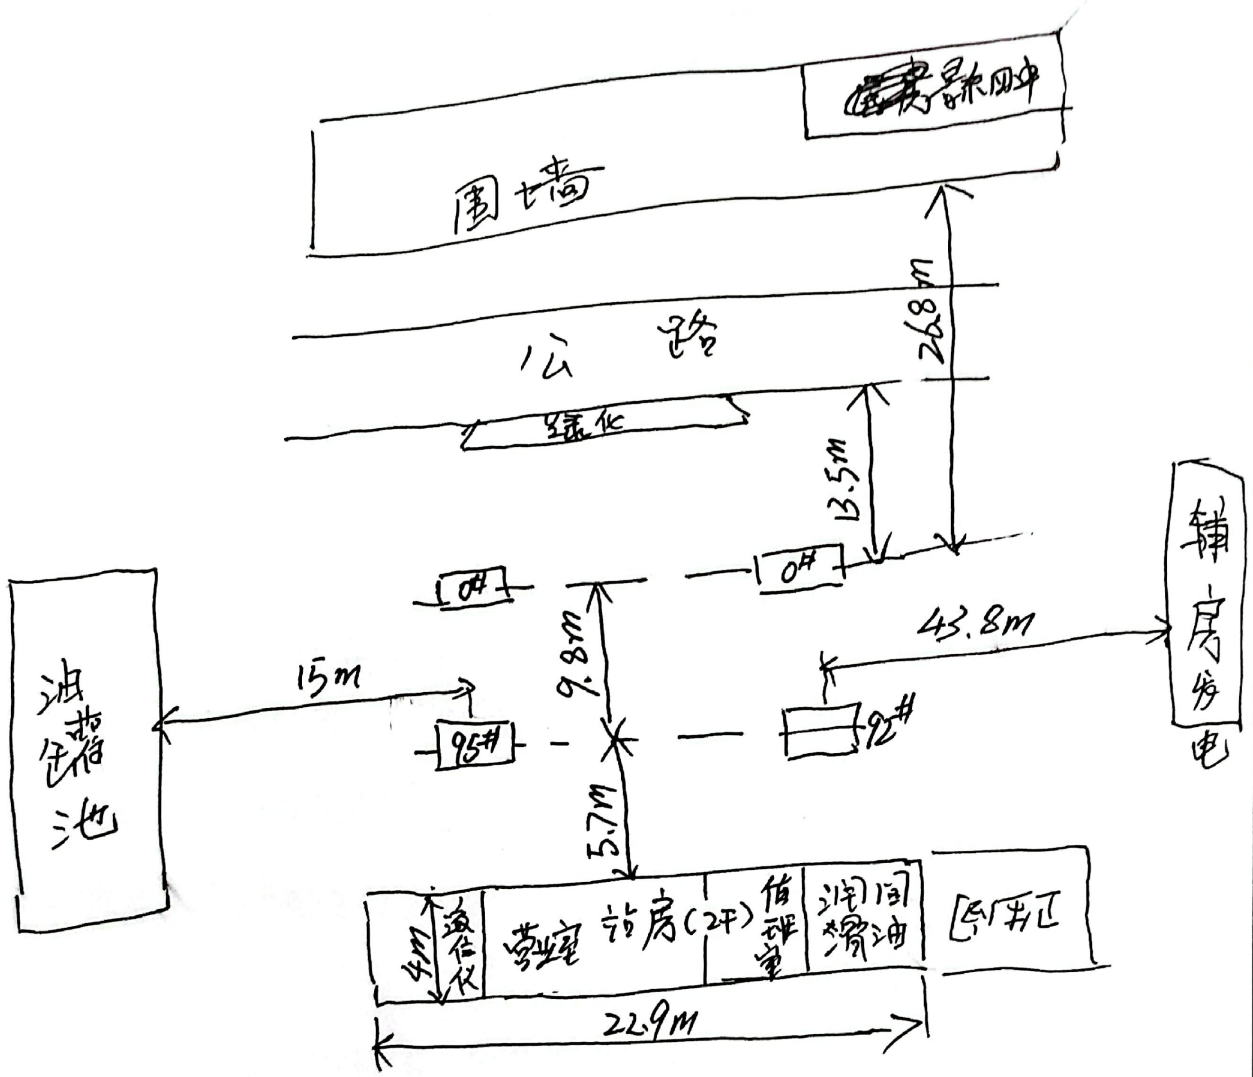 围墙
26.8m
公路
绿化
13.5m
0#
0#
9.8m
43.8m
辅房发电
15m
油罐池
95#
92#
5.7m
4m
液位仪
营业室
站房(2F)
值班室
润滑油
22.9m